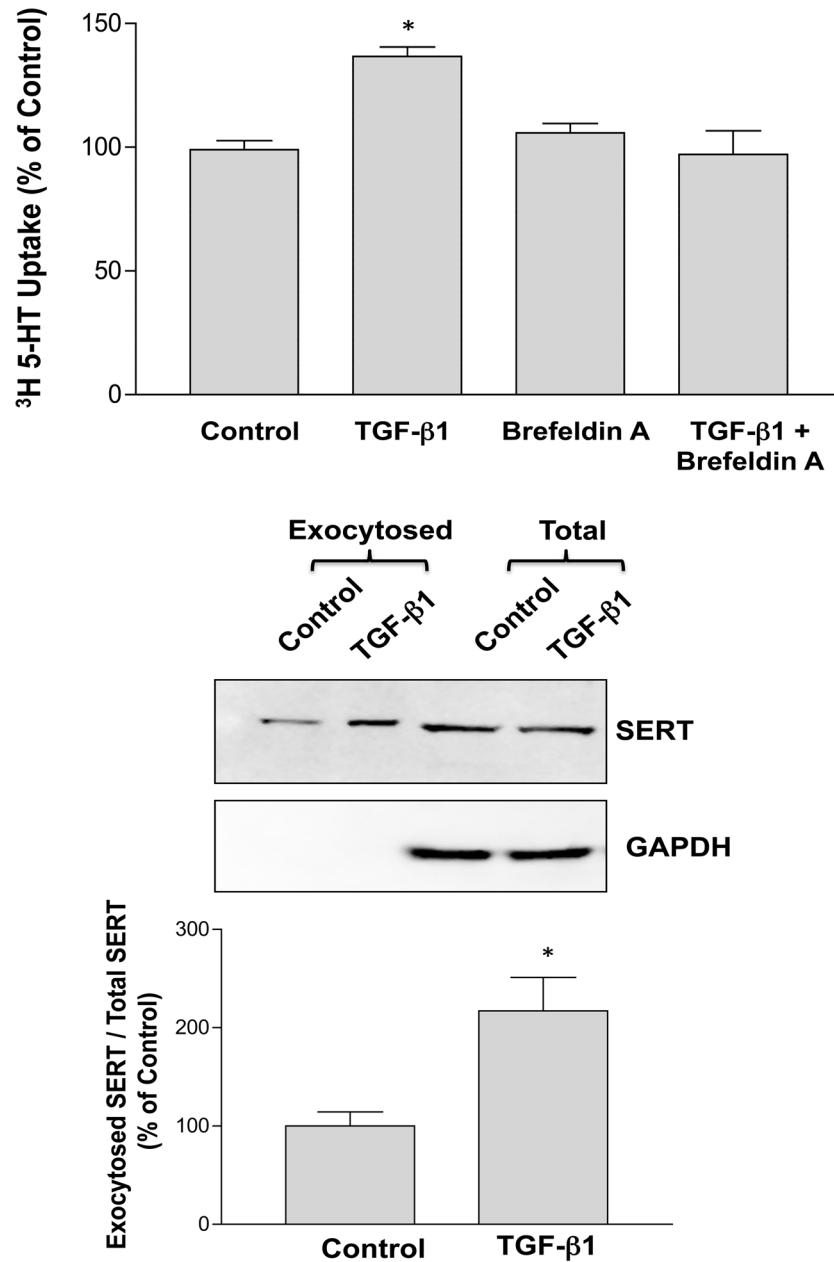 ³H 5-HT Uptake (% of Control)
150
100
50
0
*
Control
TGF-β1
Brefeldin A
TGF-β1 +
Brefeldin A
Exocytosed
Total
Control
TGF-β1
Control
TGF-β1
SERT
GAPDH
Exocytosed SERT / Total SERT
(% of Control)
300
200
100
0
*
Control
TGF-β1